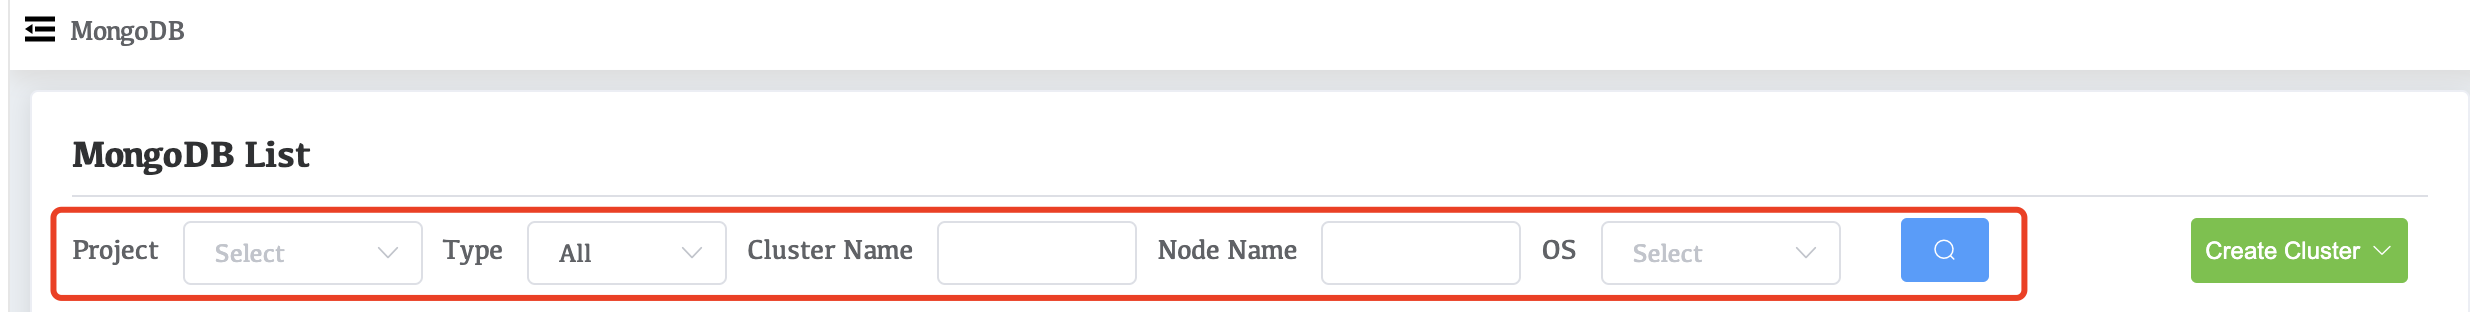 MongoDB
MongoDB List
Project Select Type All Cluster Name Node Name OS Select Create Cluster